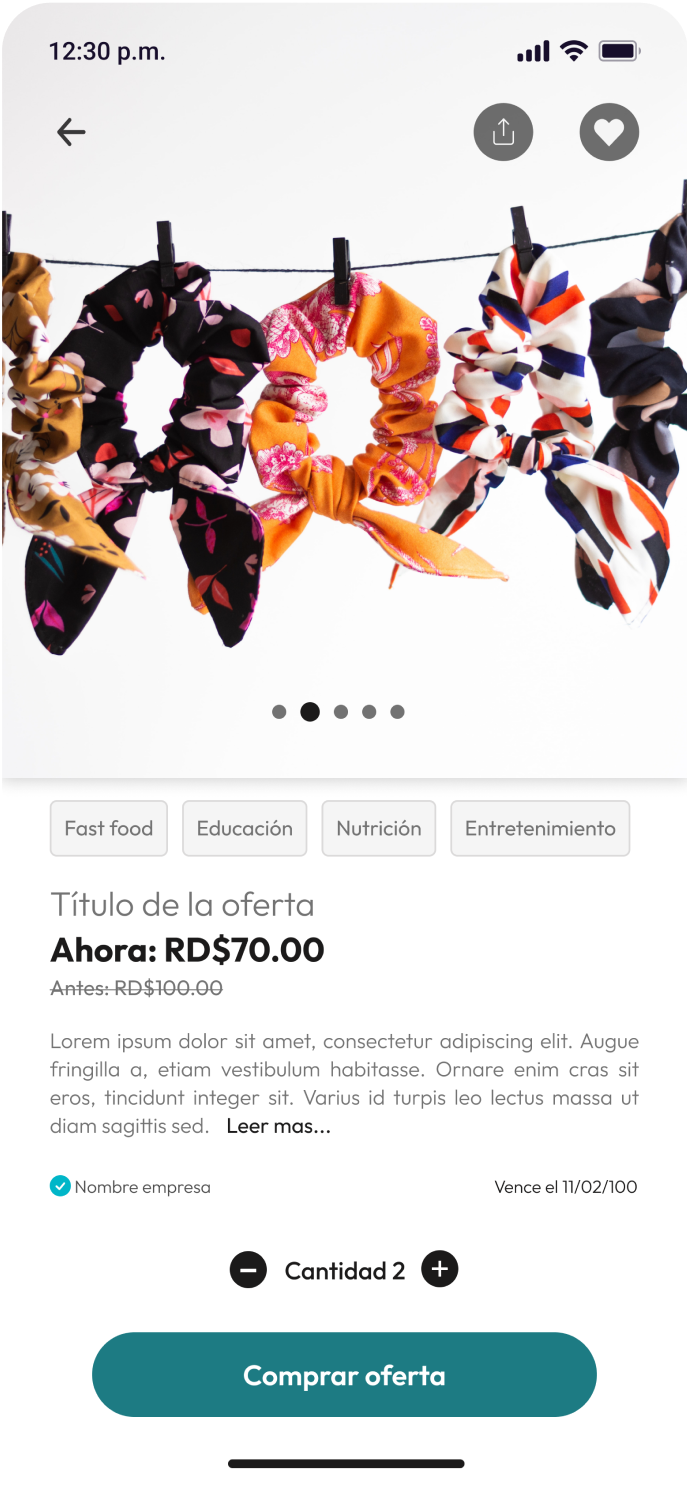 12:30 p.m.
Fast food Educación Nutrición Entretenimiento
Título de la oferta
Ahora: RD$70.00
Antes: RD$100.00
Lorem ipsum dolor sit amet, consectetur adipiscing elit. Augue
fringilla a, etiam vestibulum habitasse. Ornare enim cras sit
eros, tincidunt integer sit. Varius id turpis leo lectus massa ut
diam sagittis sed. Leer mas...
Nombre empresa Vence el 11/02/100
Cantidad 2
Comprar oferta